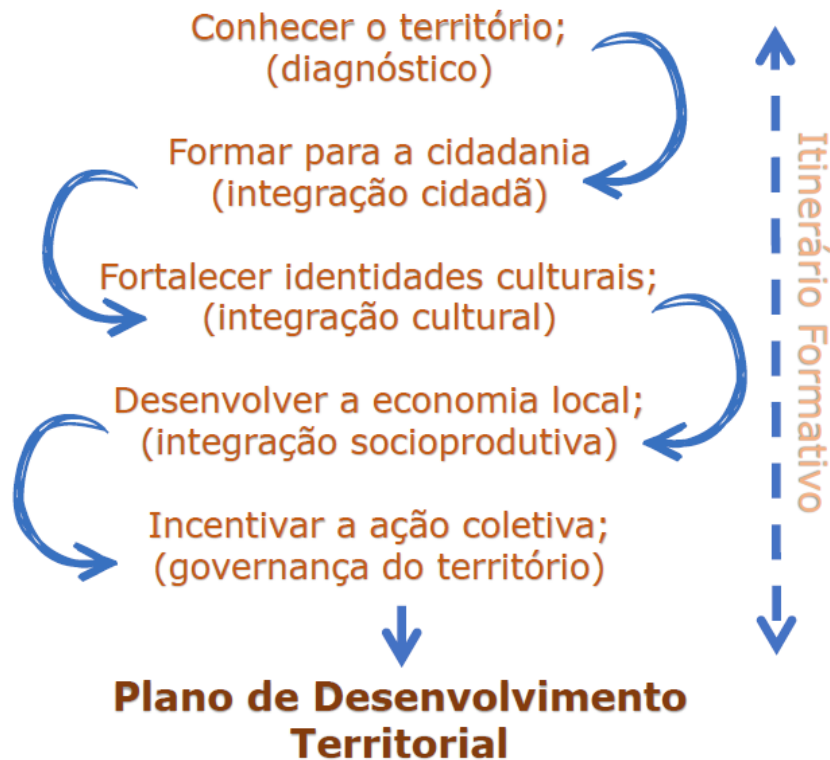 Conhecer o território;
(diagnóstico)
Formar para a cidadania
(integração cidadã)
Fortalecer identidades culturais;
(integração cultural)
Desenvolver a economia local;
(integração socioprodutiva)
Incentivar a ação coletiva;
(governança do território)
Plano de Desenvolvimento
Territorial
Itinerário Formativo